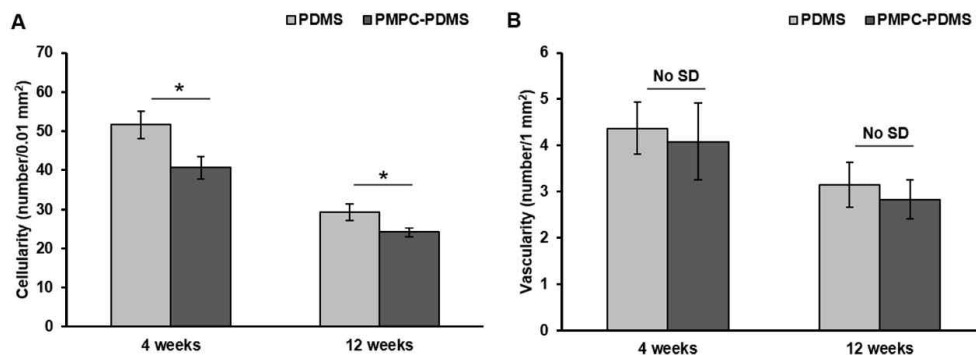 A
PDMS PMPC-PDMS
Cellularity (number/0.01 mm²)
70
60
50
40
30
20
10
0
*
*
4 weeks 12 weeks
B
PDMS PMPC-PDMS
Vascularity (number/1 mm²)
6
5
4
3
2
1
0
No SD
No SD
4 weeks 12 weeks